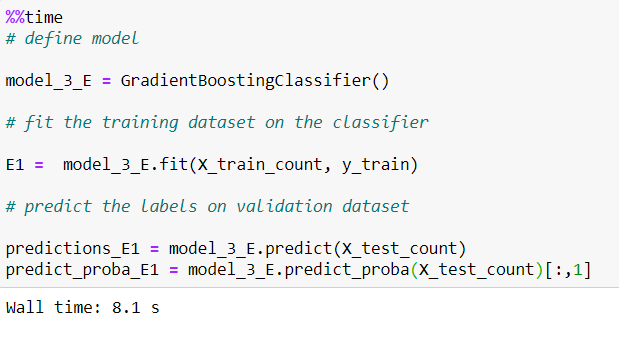 %%time
# define model
model_3_E = GradientBoostingClassifier()
# fit the training dataset on the classifier
E1 =  model_3_E.fit(X_train_count, y_train)
# predict the labels on validation dataset
predictions_E1 = model_3_E.predict(X_test_count)
predict_proba_E1 = model_3_E.predict_proba(X_test_count)[:,1]
Wall time: 8.1 s